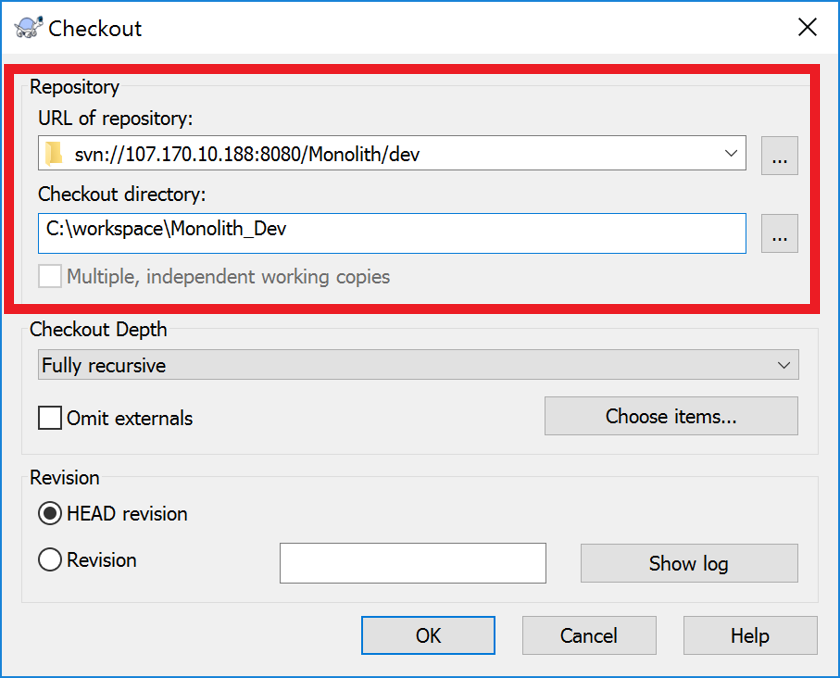 Checkout
Repository
URL of repository:
svn://107.170.10.188:8080/Monolith/dev
...
Checkout directory:
C:\workspace\Monolith_Dev
...
Multiple, independent working copies
Checkout Depth
Fully recursive
Omit externals
Choose items...
Revision
HEAD revision
Revision
Show log
OK
Cancel
Help